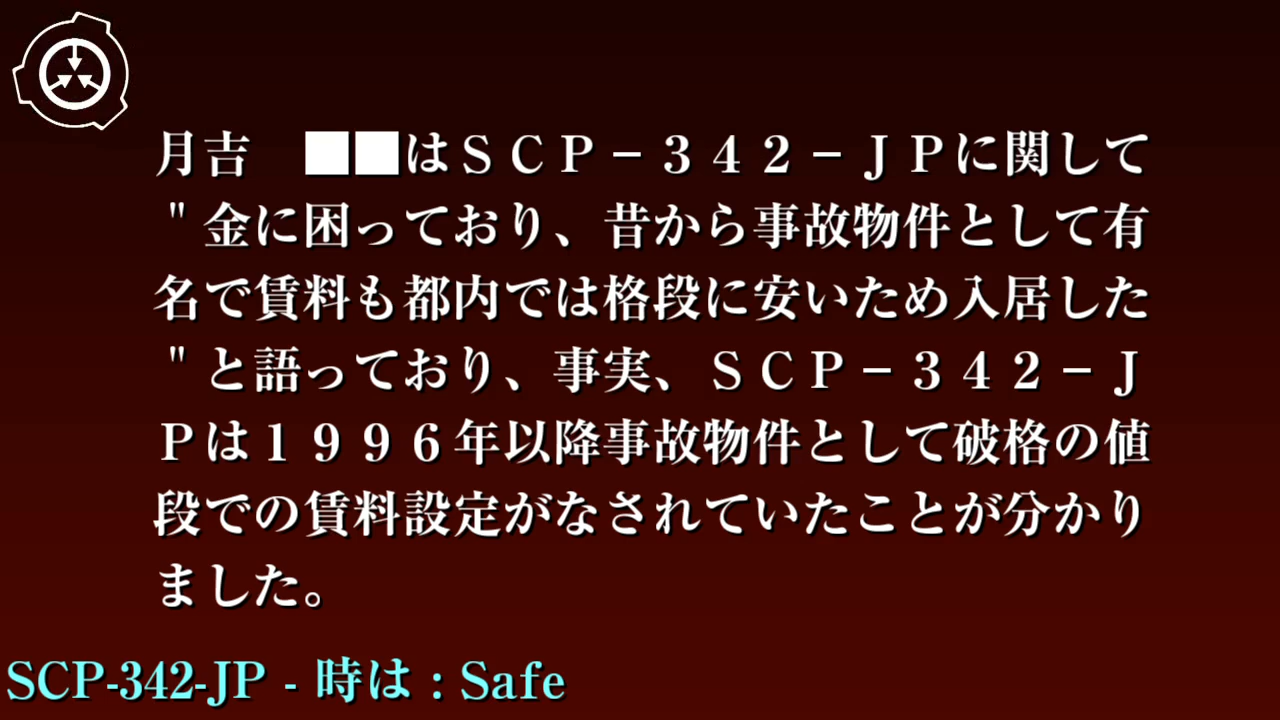 月吉　██はＳＣＰ－３４２－ＪＰに関して
＂金に困っており、昔から事故物件として有
名で賃料も都内では格段に安いため入居した
＂と語っており、事実、ＳＣＰ－３４２－Ｊ
Ｐは１９９６年以降事故物件として破格の値
段での賃料設定がなされていたことが分かり
ました。
SCP-342-JP - 時は : Safe